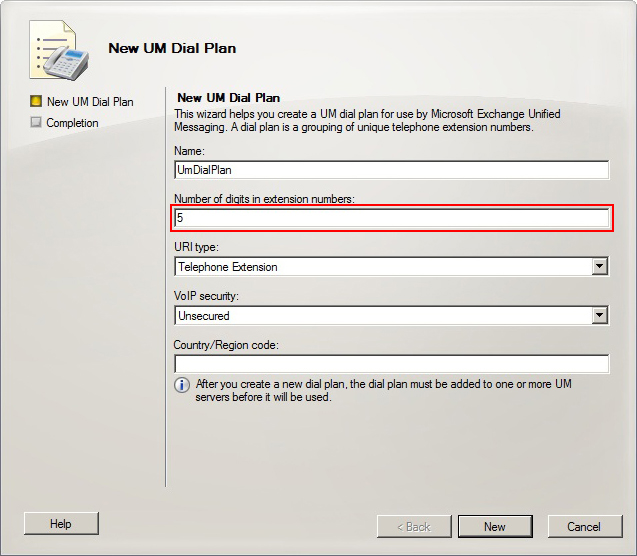 New UM Dial Plan
New UM Dial Plan
Completion
New UM Dial Plan
This wizard helps you create a UM dial plan for use by Microsoft Exchange Unified
Messaging. A dial plan is a grouping of unique telephone extension numbers.
Name:
UmDialPlan
Number of digits in extension numbers:
5
URI type:
Telephone Extension
VoIP security:
Unsecured
Country/Region code:
After you create a new dial plan, the dial plan must be added to one or more UM
servers before it will be used.
Help
< Back
New
Cancel